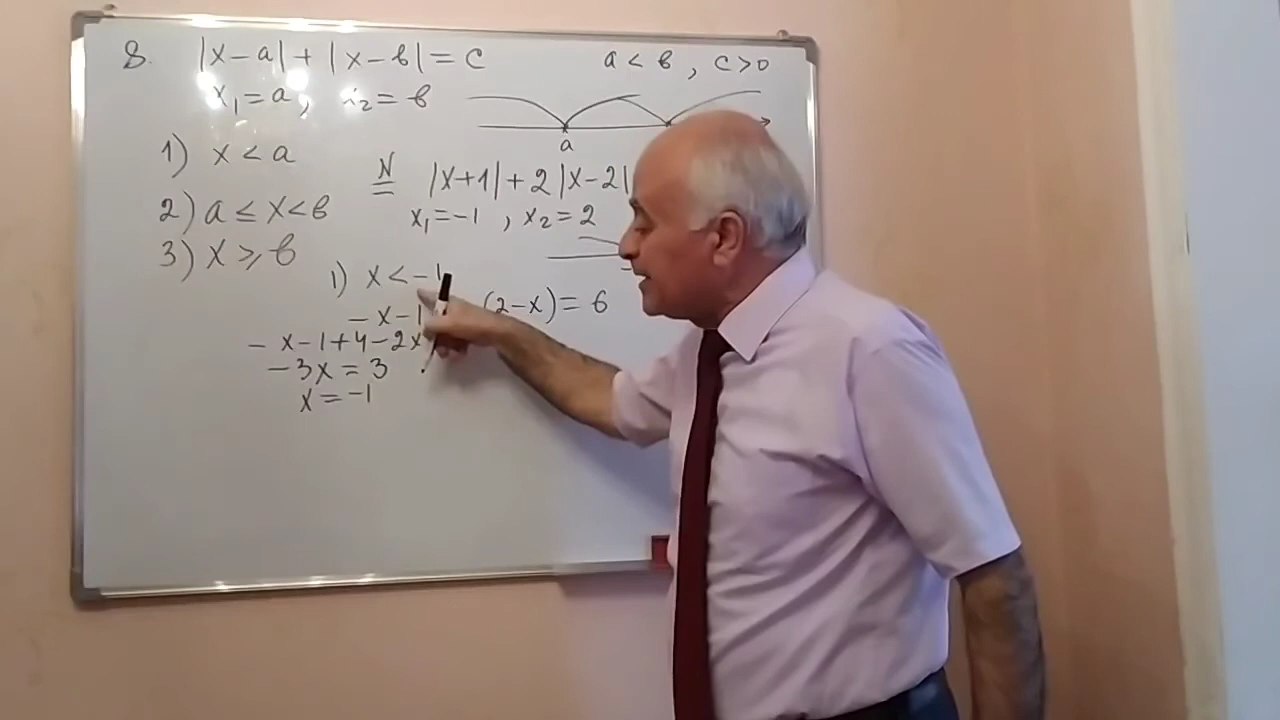 8. |x-a|+|x-в|=c a<в, c>0
x₁=a, x₂=в
a
1) x<a
N |x+1|+2|x-2|
2) a≤x<в x₁=-1, x₂=2
3) x≥в
1) x<-1
-x-1 (2-x)=6
-x-1+4-2x
-3x=3
x=-1